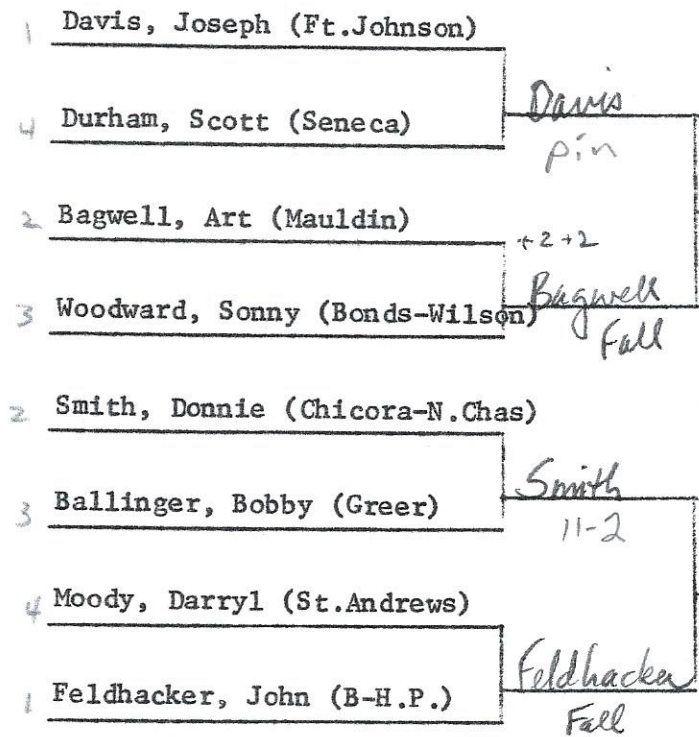 1 Davis, Joseph (Ft.Johnson)
Davis
4 Durham, Scott (Seneca)
pin
2 Bagwell, Art (Mauldin)
+2+2
3 Woodward, Sonny (Bonds-Wilson)
Bagwell
Fall
2 Smith, Donnie (Chicora-N.Chas)
Smith
3 Ballinger, Bobby (Greer)
11-2
4 Moody, Darryl (St.Andrews)
Feldhacker
1 Feldhacker, John (B-H.P.)
Fall